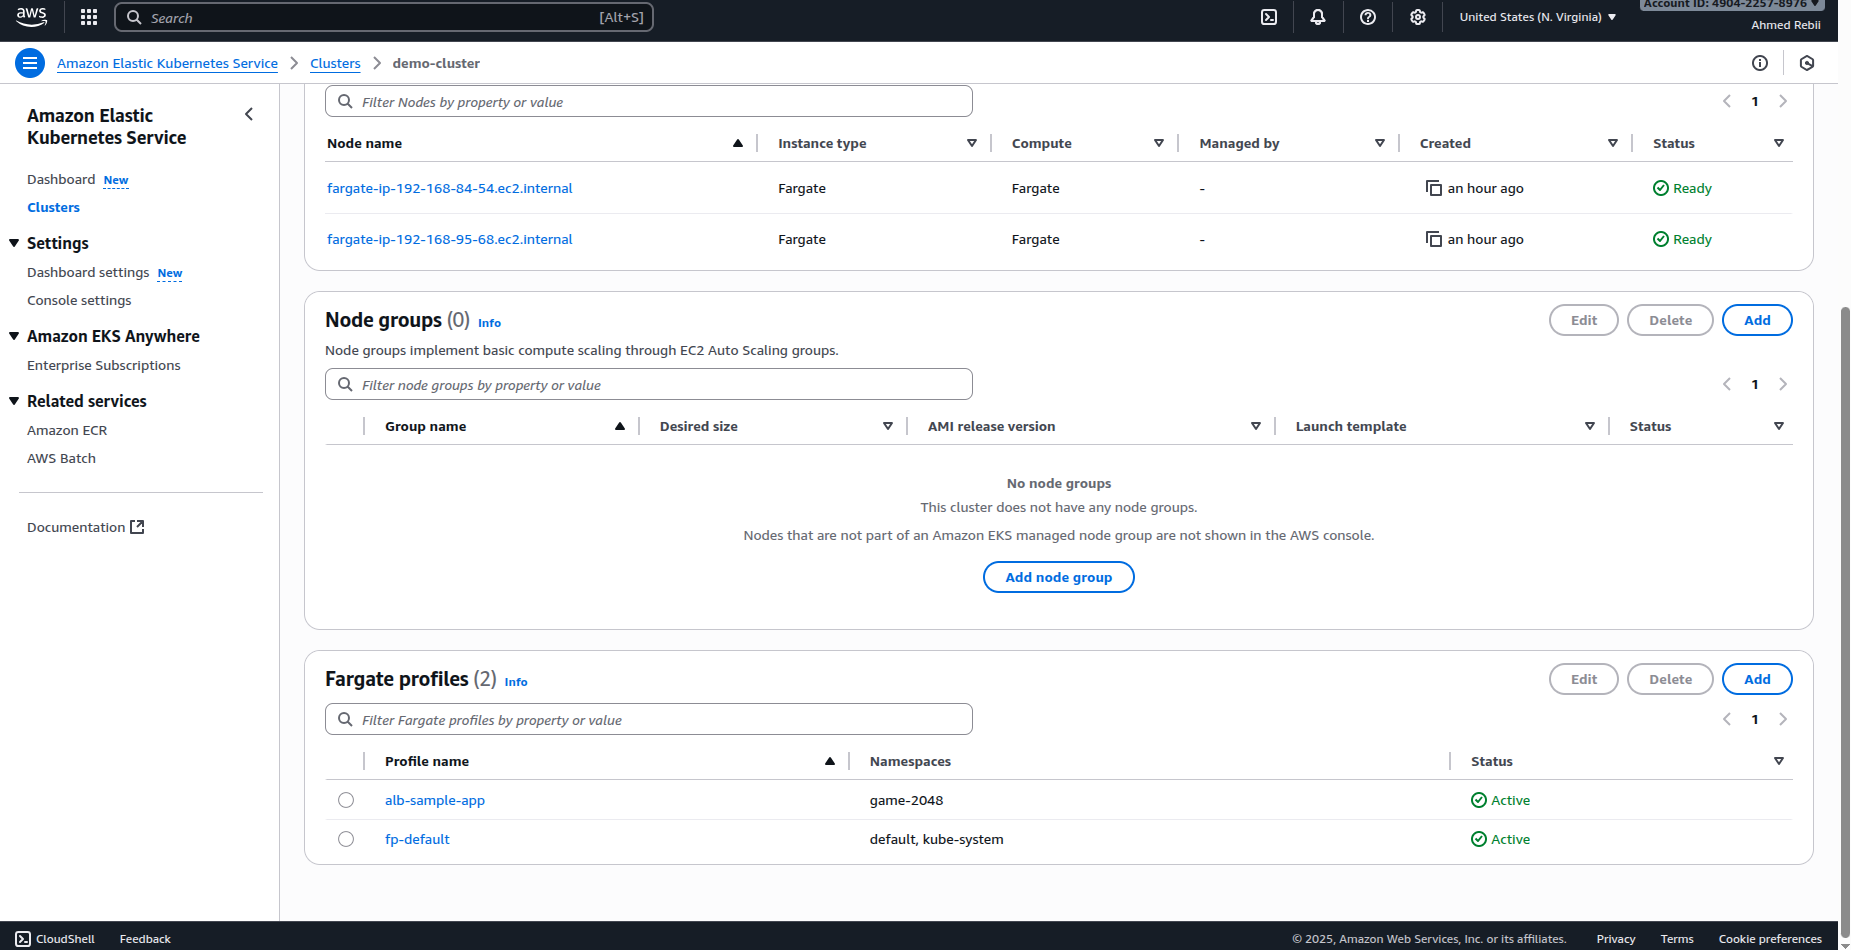 aws
Search [Alt+S]
United States (N. Virginia)
Account ID: 4904-2257-8976
Ahmed Rebii
Amazon Elastic Kubernetes Service
Clusters
demo-cluster
Amazon Elastic
Kubernetes Service
Dashboard New
Clusters
Settings
Dashboard settings New
Console settings
Amazon EKS Anywhere
Enterprise Subscriptions
Related services
Amazon ECR
AWS Batch
Documentation
Filter Nodes by property or value
1
Node name Instance type Compute Managed by Created Status
fargate-ip-192-168-84-54.ec2.internal Fargate Fargate - an hour ago Ready
fargate-ip-192-168-95-68.ec2.internal Fargate Fargate - an hour ago Ready
Node groups (0) Info
Edit Delete Add
Node groups implement basic compute scaling through EC2 Auto Scaling groups.
Filter node groups by property or value
1
Group name Desired size AMI release version Launch template Status
No node groups
This cluster does not have any node groups.
Nodes that are not part of an Amazon EKS managed node group are not shown in the AWS console.
Add node group
Fargate profiles (2) Info
Edit Delete Add
Filter Fargate profiles by property or value
1
Profile name Namespaces Status
alb-sample-app game-2048 Active
fp-default default, kube-system Active
CloudShell Feedback © 2025, Amazon Web Services, Inc. or its affiliates. Privacy Terms Cookie preferences